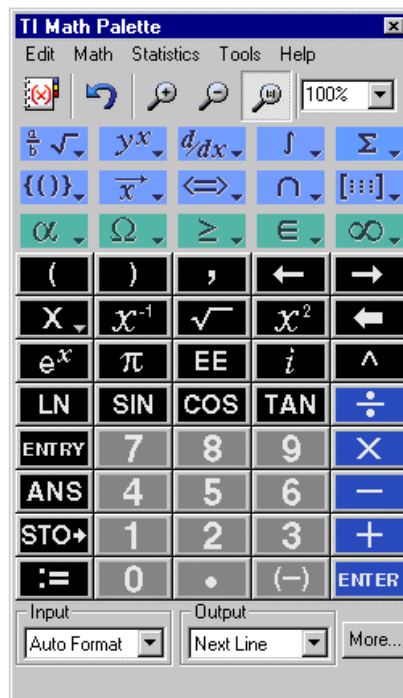 TI Math Palette
Edit Math Statistics Tools Help
(x) 100%
a/b √ yˣ d/dx ∫ Σ
{()} x→ <=> ∩ [⁝⁝⁝]
α Ω ≥ ∈ ∞
( ) , ← →
X x⁻¹ √ x² ⬅
eˣ π EE i ^
LN SIN COS TAN ÷
ENTRY 7 8 9 ×
ANS 4 5 6 −
STO→ 1 2 3 +
:= 0 . (−) ENTER
Input Output
Auto Format Next Line More...